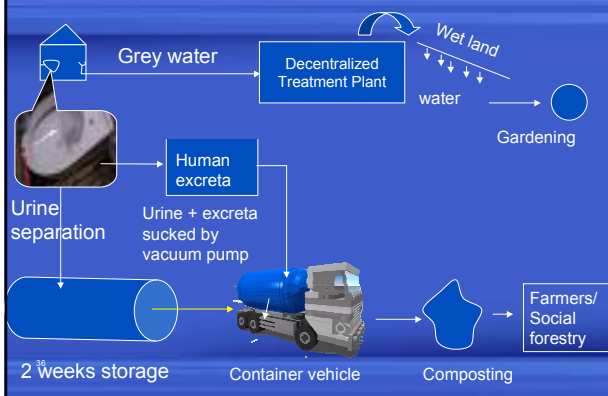 Grey water
Decentralized
Treatment Plant
Wet land
water
Gardening
Human
excreta
Urine
separation
Urine + excreta
sucked by
vacuum pump
Farmers/
Social
forestry
36
2 weeks storage
Container vehicle
Composting